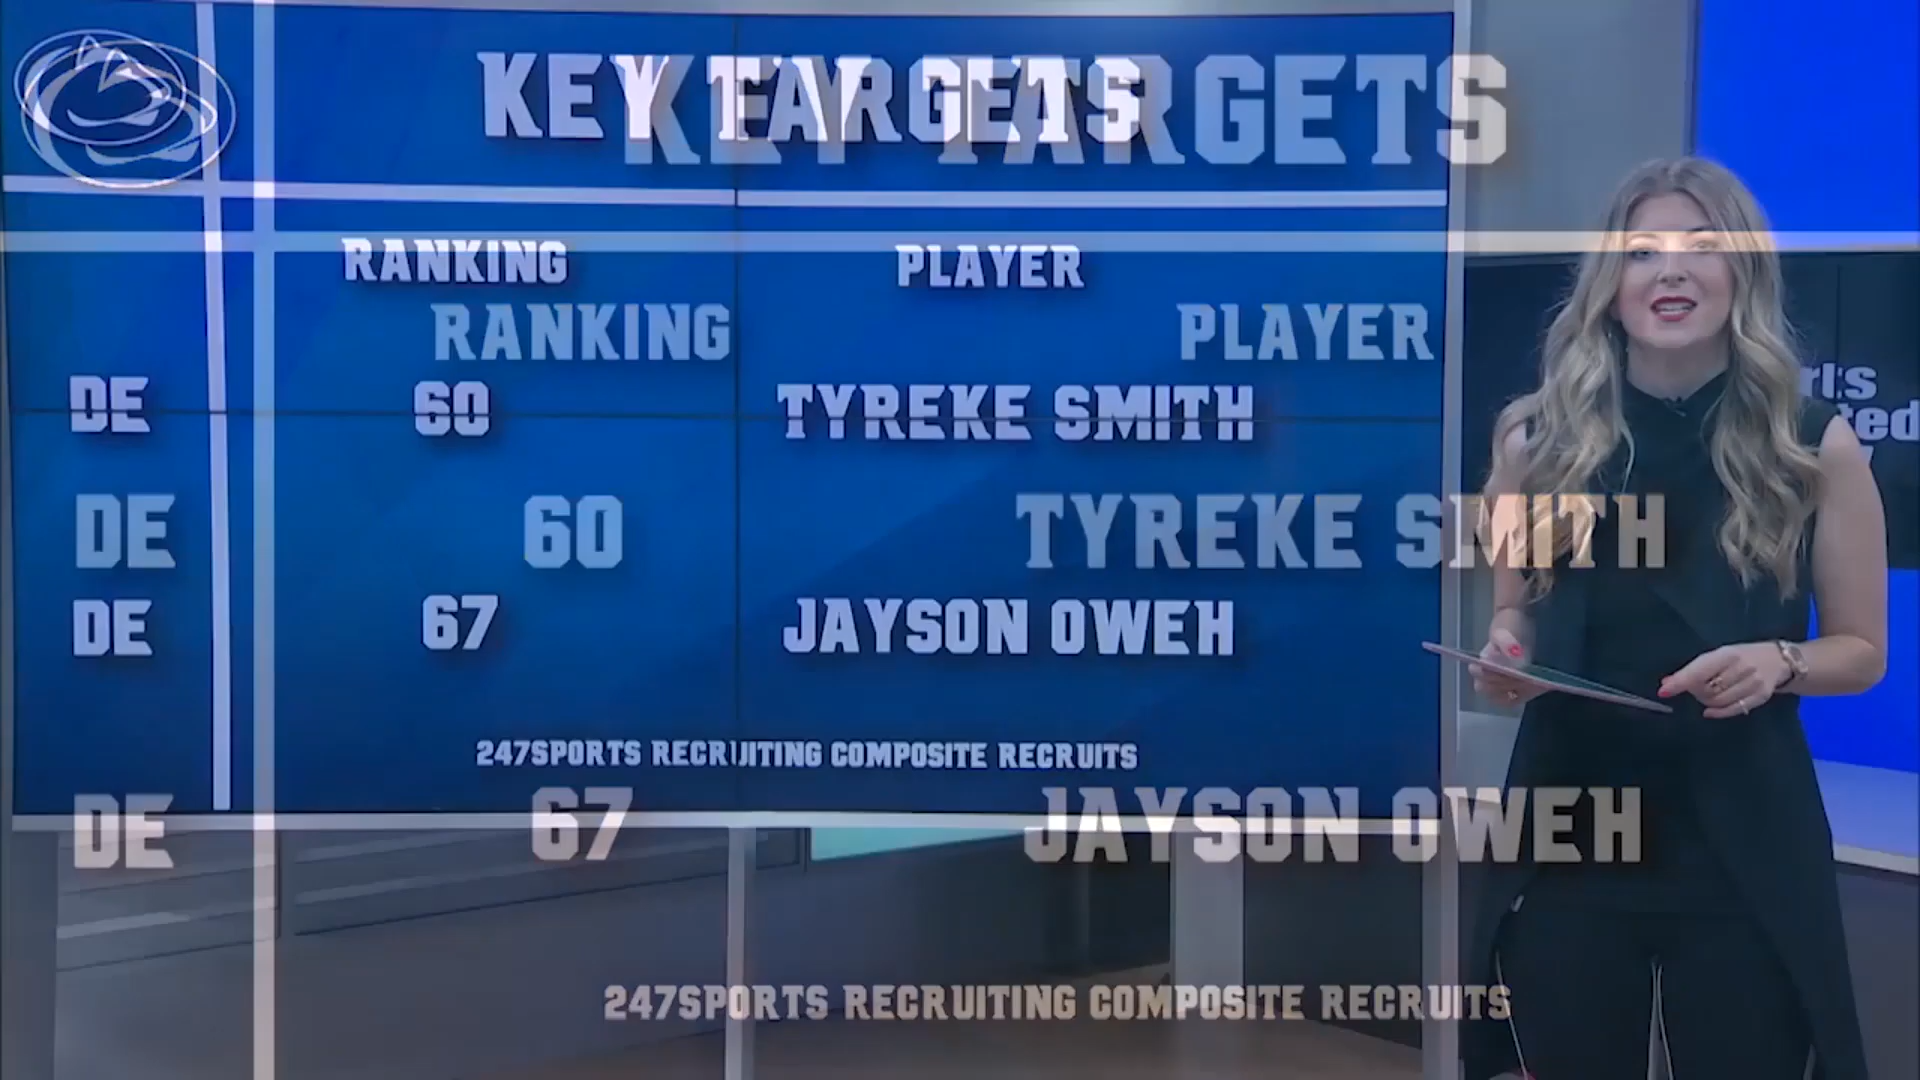 KEY TARGETS
KEY TARGETS
RANKING PLAYER
RANKING PLAYER
DE 60 TYREKE SMITH
DE 60 TYREKE SMITH
DE 67 JAYSON OWEH
247SPORTS RECRUITING COMPOSITE RECRUITS
DE 67 JAYSON OWEH
247SPORTS RECRUITING COMPOSITE RECRUITS